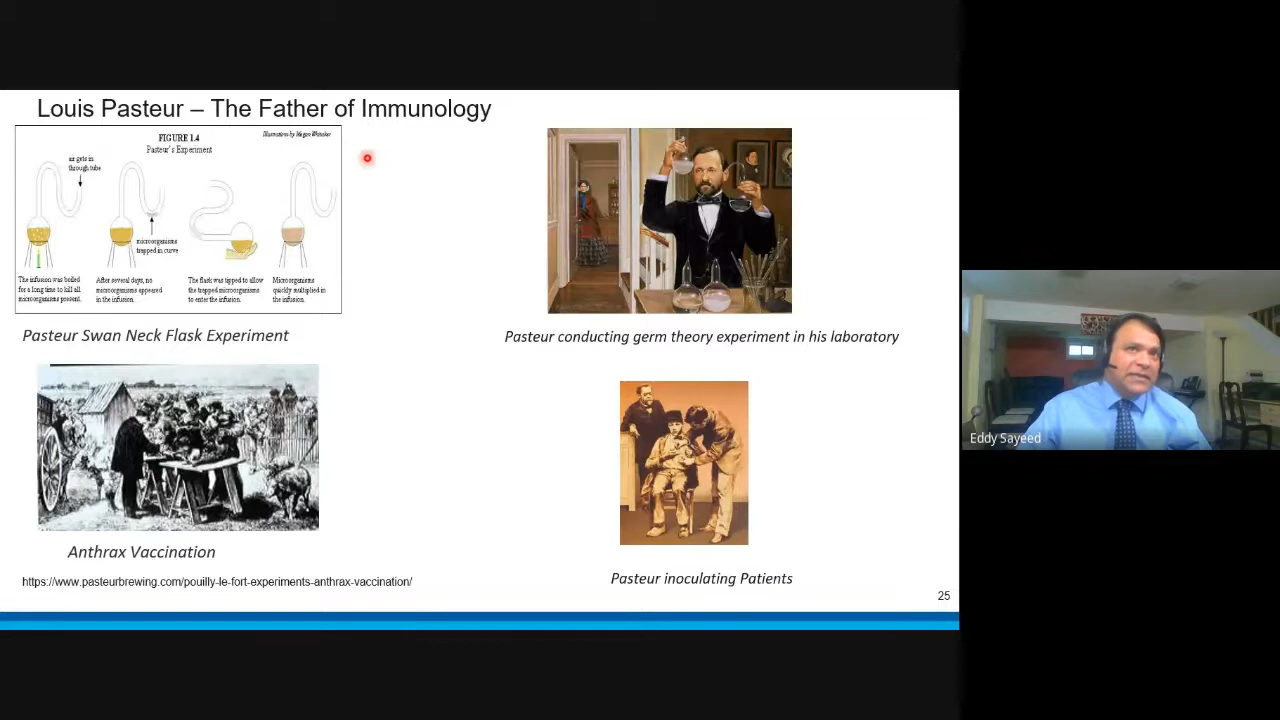 Louis Pasteur – The Father of Immunology
FIGURE 1.4
Illustrations by Megan Whitaker
Pasteur's Experiment
air gets in
through tube
microorganisms
trapped in curve
The infusion was boiled
for a long time to kill all
microorganisms present.
After several days, no
microorganisms appeared
in the infusion.
The flask was tipped to allow
the trapped microorganisms
to enter the infusion.
Microorganisms
quickly multiplied in
the infusion.
Pasteur Swan Neck Flask Experiment
Pasteur conducting germ theory experiment in his laboratory
Anthrax Vaccination
https://www.pasteurbrewing.com/pouilly-le-fort-experiments-anthrax-vaccination/
Pasteur inoculating Patients
25
Eddy Sayeed